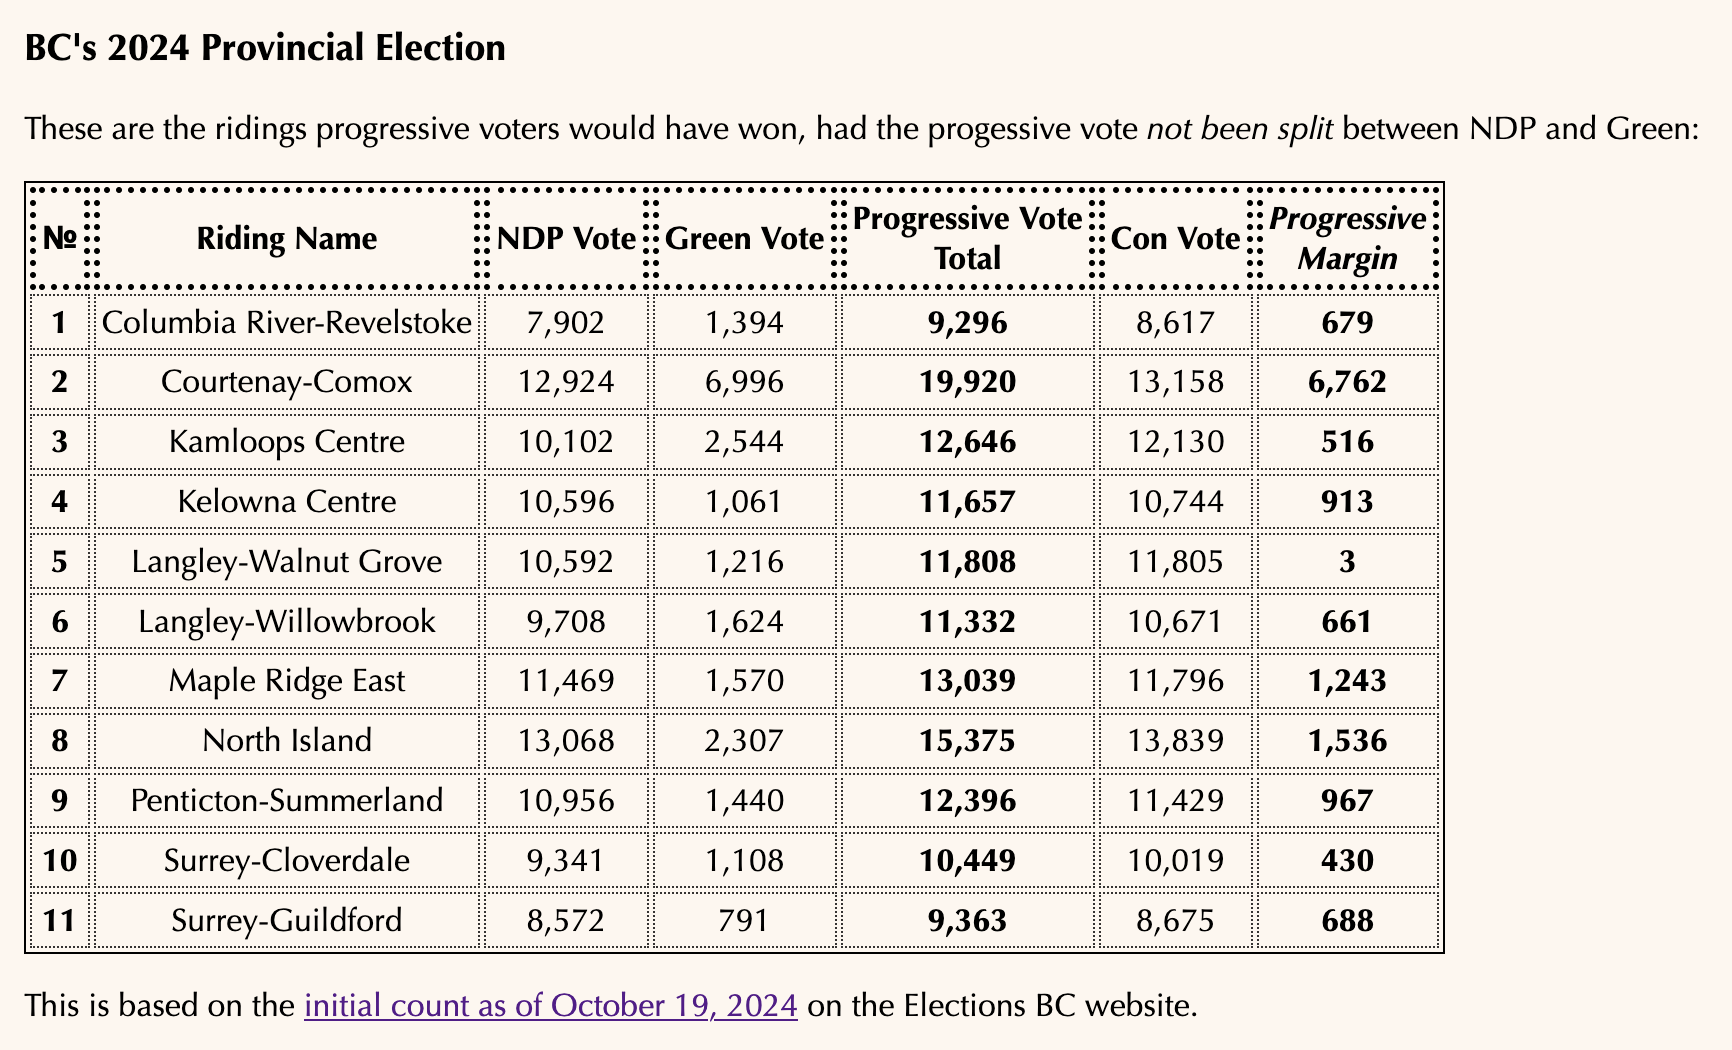 BC's 2024 Provincial Election
These are the ridings progressive voters would have won, had the progessive vote not been split between NDP and Green:
№ Riding Name NDP Vote Green Vote Progressive Vote Total Con Vote Progressive Margin
1 Columbia River-Revelstoke 7,902 1,394 9,296 8,617 679
2 Courtenay-Comox 12,924 6,996 19,920 13,158 6,762
3 Kamloops Centre 10,102 2,544 12,646 12,130 516
4 Kelowna Centre 10,596 1,061 11,657 10,744 913
5 Langley-Walnut Grove 10,592 1,216 11,808 11,805 3
6 Langley-Willowbrook 9,708 1,624 11,332 10,671 661
7 Maple Ridge East 11,469 1,570 13,039 11,796 1,243
8 North Island 13,068 2,307 15,375 13,839 1,536
9 Penticton-Summerland 10,956 1,440 12,396 11,429 967
10 Surrey-Cloverdale 9,341 1,108 10,449 10,019 430
11 Surrey-Guildford 8,572 791 9,363 8,675 688
This is based on the initial count as of October 19, 2024 on the Elections BC website.